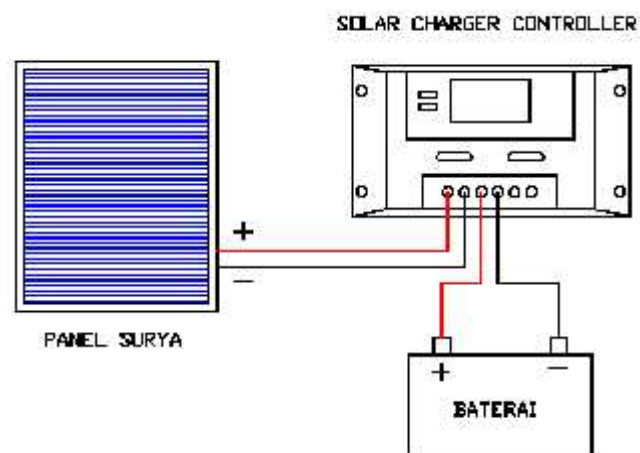 SOLAR CHARGER CONTROLLER
+
−
PANEL SURYA
+ −
BATERAI